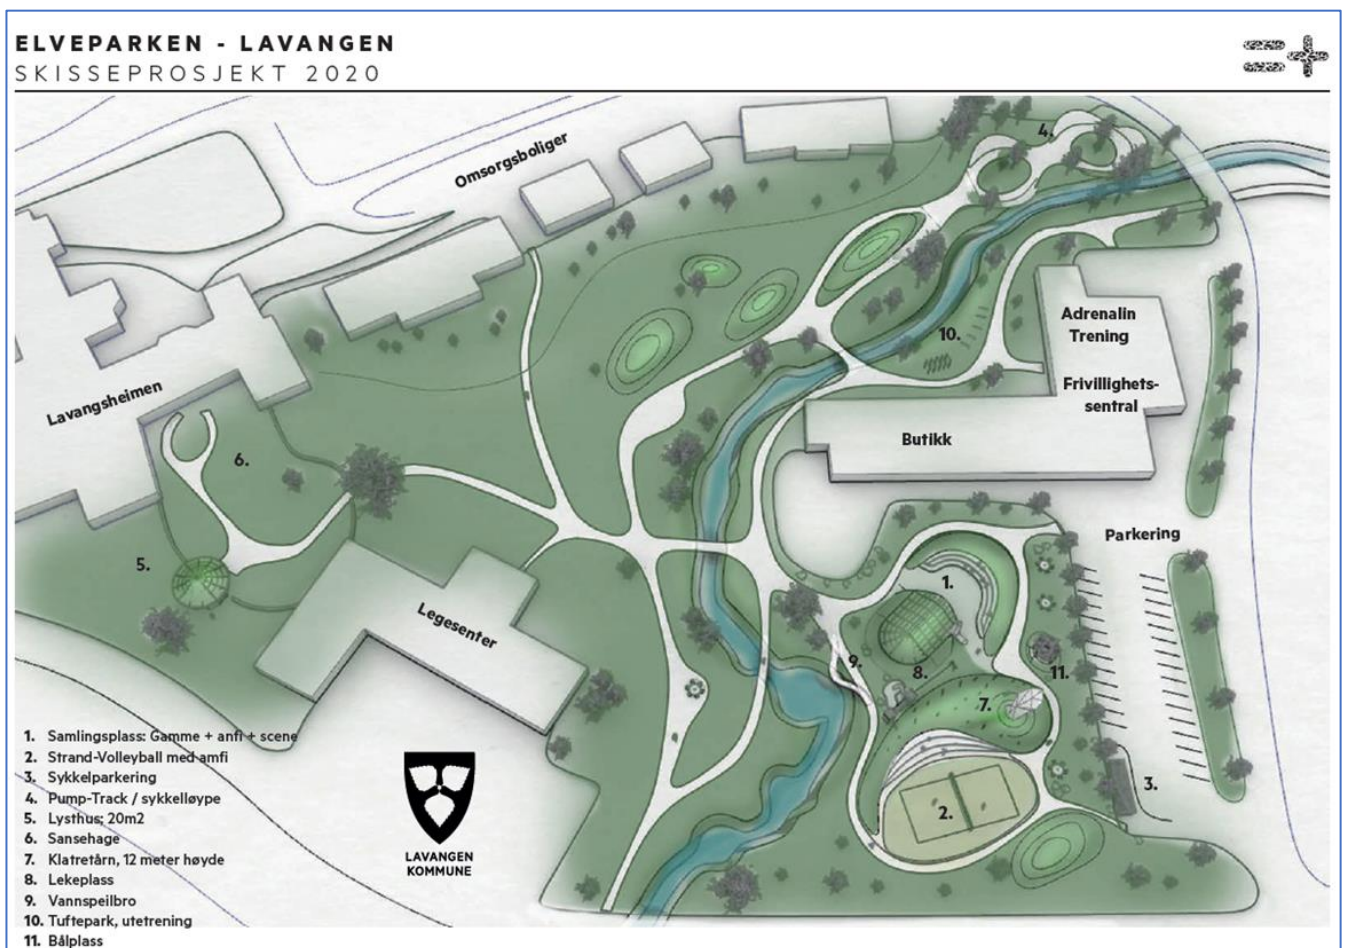 ELVEPARKEN - LAVANGEN
SKISSEPROSJEKT 2020
Omsorgsboliger
4.
Adrenalin
Trening
10.
Lavangsheimen
Frivillighets-
sentral
Butikk
6.
Parkering
5.
1.
Legesenter
9.
8.
11.
7.
3.
2.
1. Samlingsplass: Gamme + anfi + scene
2. Strand-Volleyball med amfi
3. Sykkelparkering
4. Pump-Track / sykkelløype
5. Lysthus; 20m2
6. Sansehage
7. Klatretårn, 12 meter høyde
8. Lekeplass
9. Vannspeilbro
10. Tuftepark, utetrening
11. Bålplass
LAVANGEN
KOMMUNE